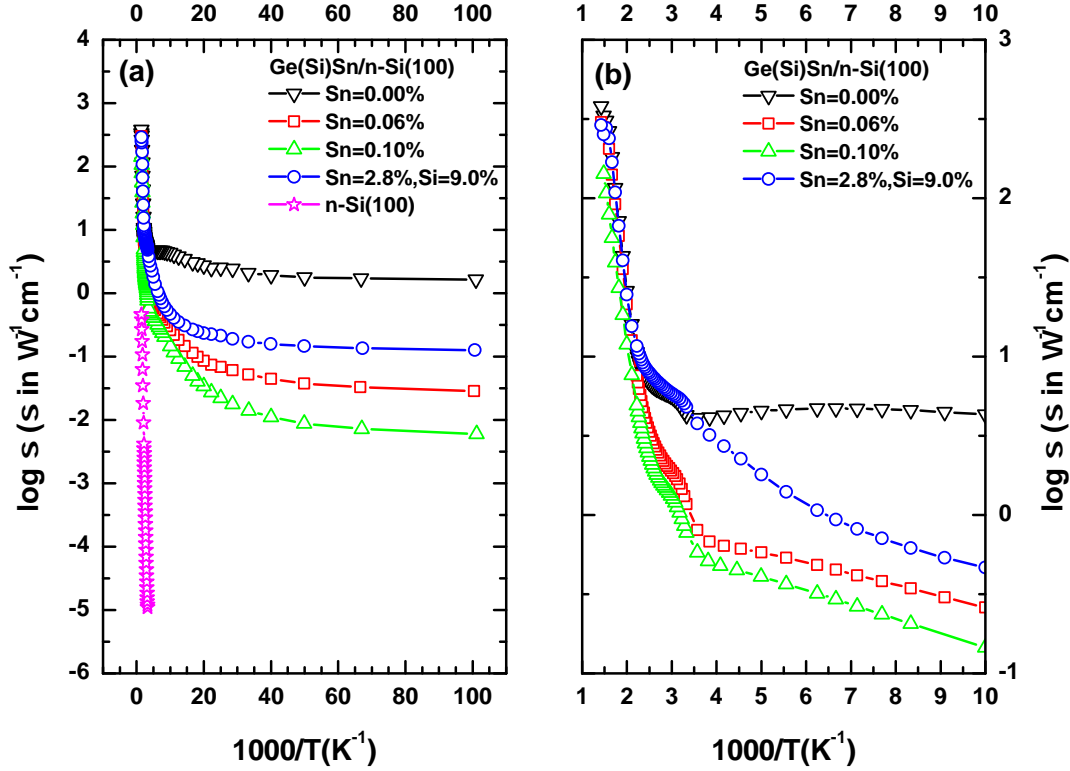 0 20 40 60 80 100
1 2 3 4 5 6 7 8 9 10
4
3
2
1
0
-1
-2
-3
-4
-5
-6
log s (s in W⁻¹cm⁻¹)
(a)
Ge(Si)Sn/n-Si(100)
Sn=0.00%
Sn=0.06%
Sn=0.10%
Sn=2.8%,Si=9.0%
n-Si(100)
0 20 40 60 80 100
1000/T(K⁻¹)
(b)
Ge(Si)Sn/n-Si(100)
Sn=0.00%
Sn=0.06%
Sn=0.10%
Sn=2.8%,Si=9.0%
3
2
1
0
-1
log s (s in W⁻¹cm⁻¹)
1 2 3 4 5 6 7 8 9 10
1000/T(K⁻¹)